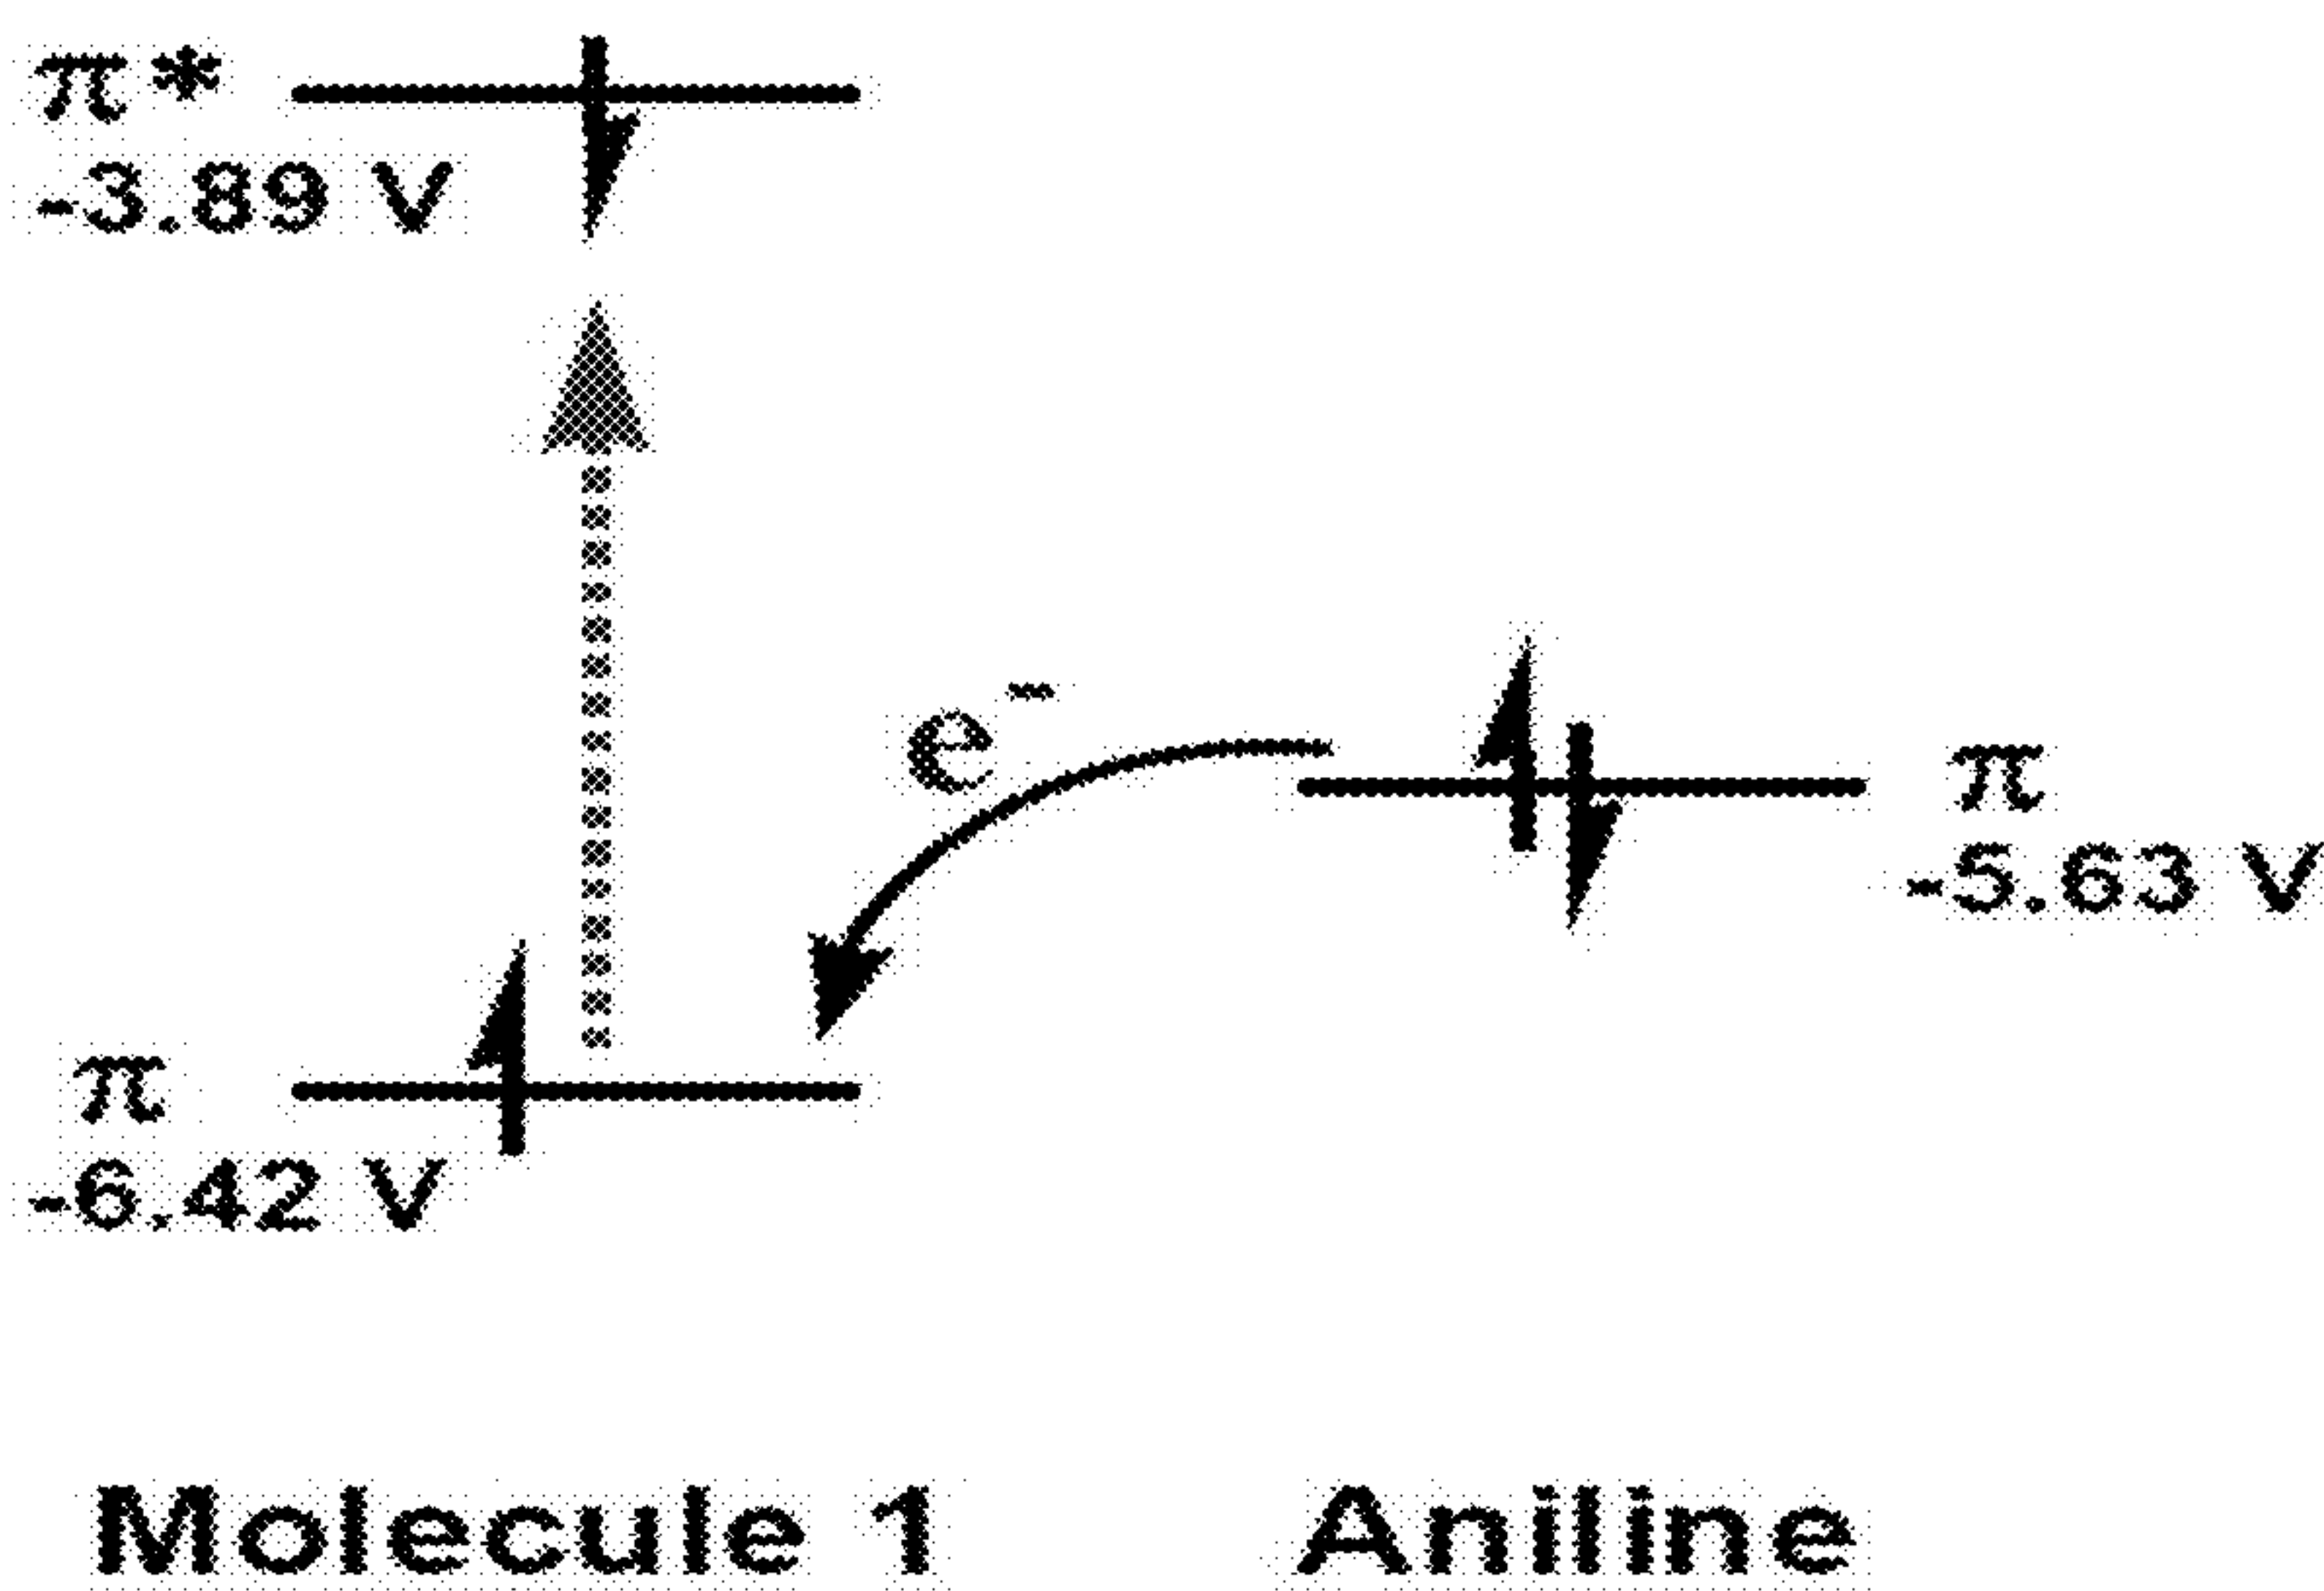 π*
-3.89 V
e⁻
π
-5.63 V
π
-6.42 V
Molecule 1 Aniline